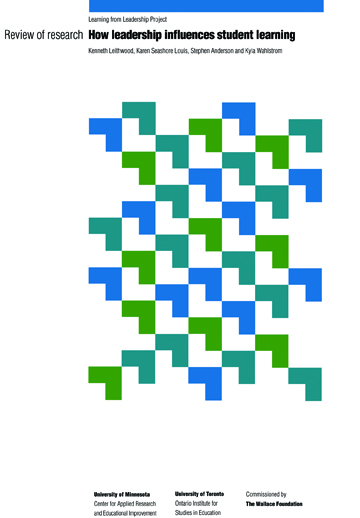 Learning from Leadership Project
Review of research How leadership influences student learning
Kenneth Leithwood, Karen Seashore Louis, Stephen Anderson and Kyla Wahlstrom
University of Minnesota
Center for Applied Research
and Educational Improvement
University of Toronto
Ontario Institute for
Studies in Education
Commissioned by
The Wallace Foundation